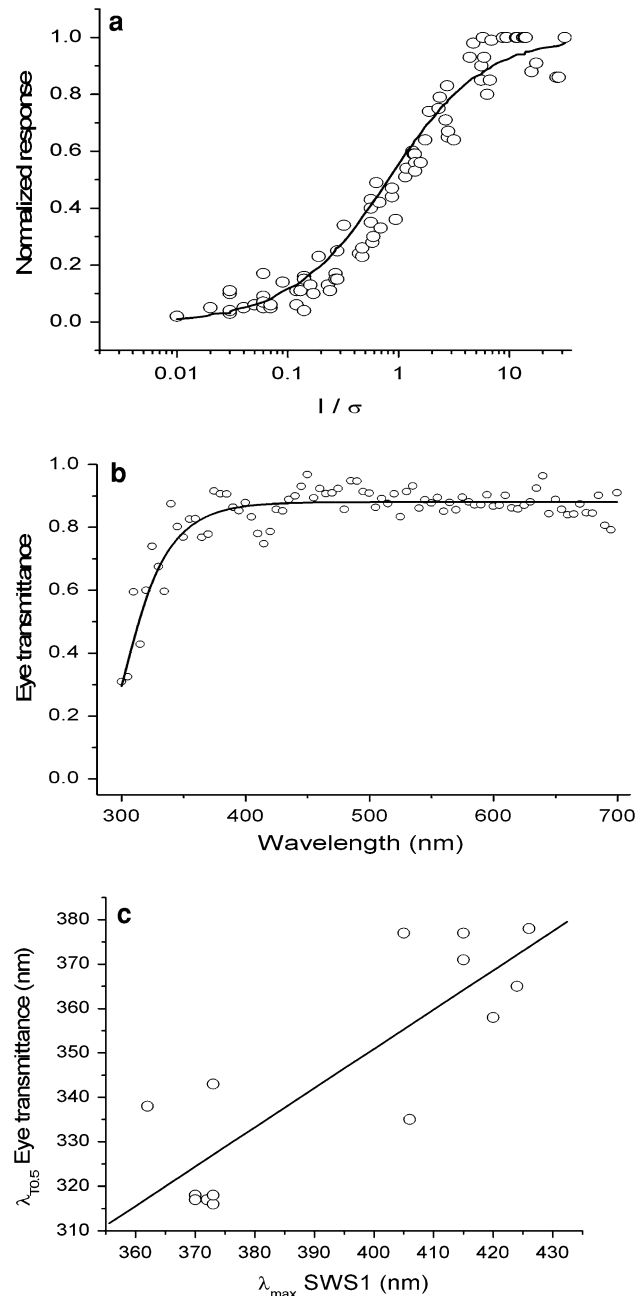 a
1.0
0.8
0.6
0.4
0.2
0.0
Normalized response
0.01 0.1 1 10
I / σ
b
1.0
0.8
0.6
0.4
0.2
0.0
Eye transmittance
300 400 500 600 700
Wavelength (nm)
c
380
370
360
350
340
330
320
310
λT0.5 Eye transmittance (nm)
360 370 380 390 400 410 420 430
λmax SWS1 (nm)